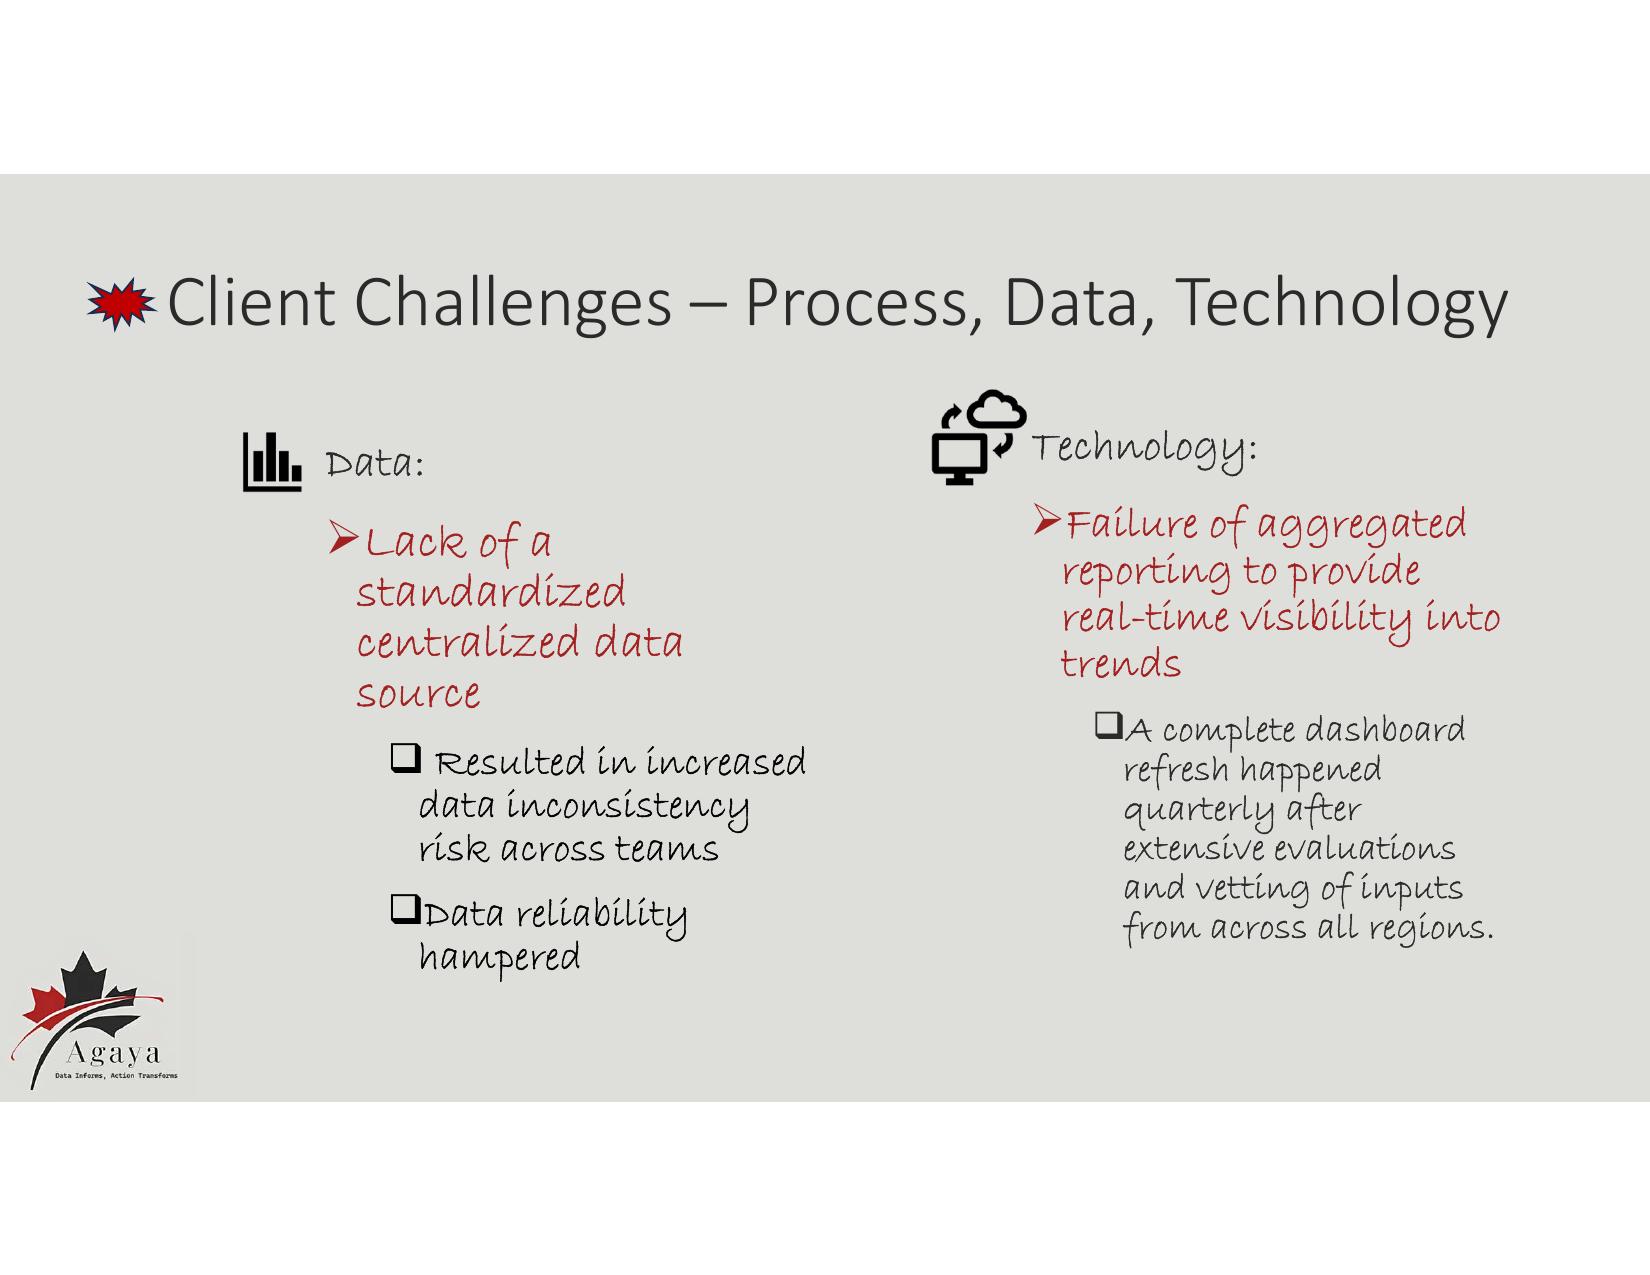 Client Challenges – Process, Data, Technology
Data:
➢Lack of a
standardized
centralized data
source
❑ Resulted in increased
data inconsistency
risk across teams
❑Data reliability
hampered
Technology:
➢Failure of aggregated
reporting to provide
real-time visibility into
trends
❑A complete dashboard
refresh happened
quarterly after
extensive evaluations
and vetting of inputs
from across all regions.
Agaya
Data Informs, Action Transforms